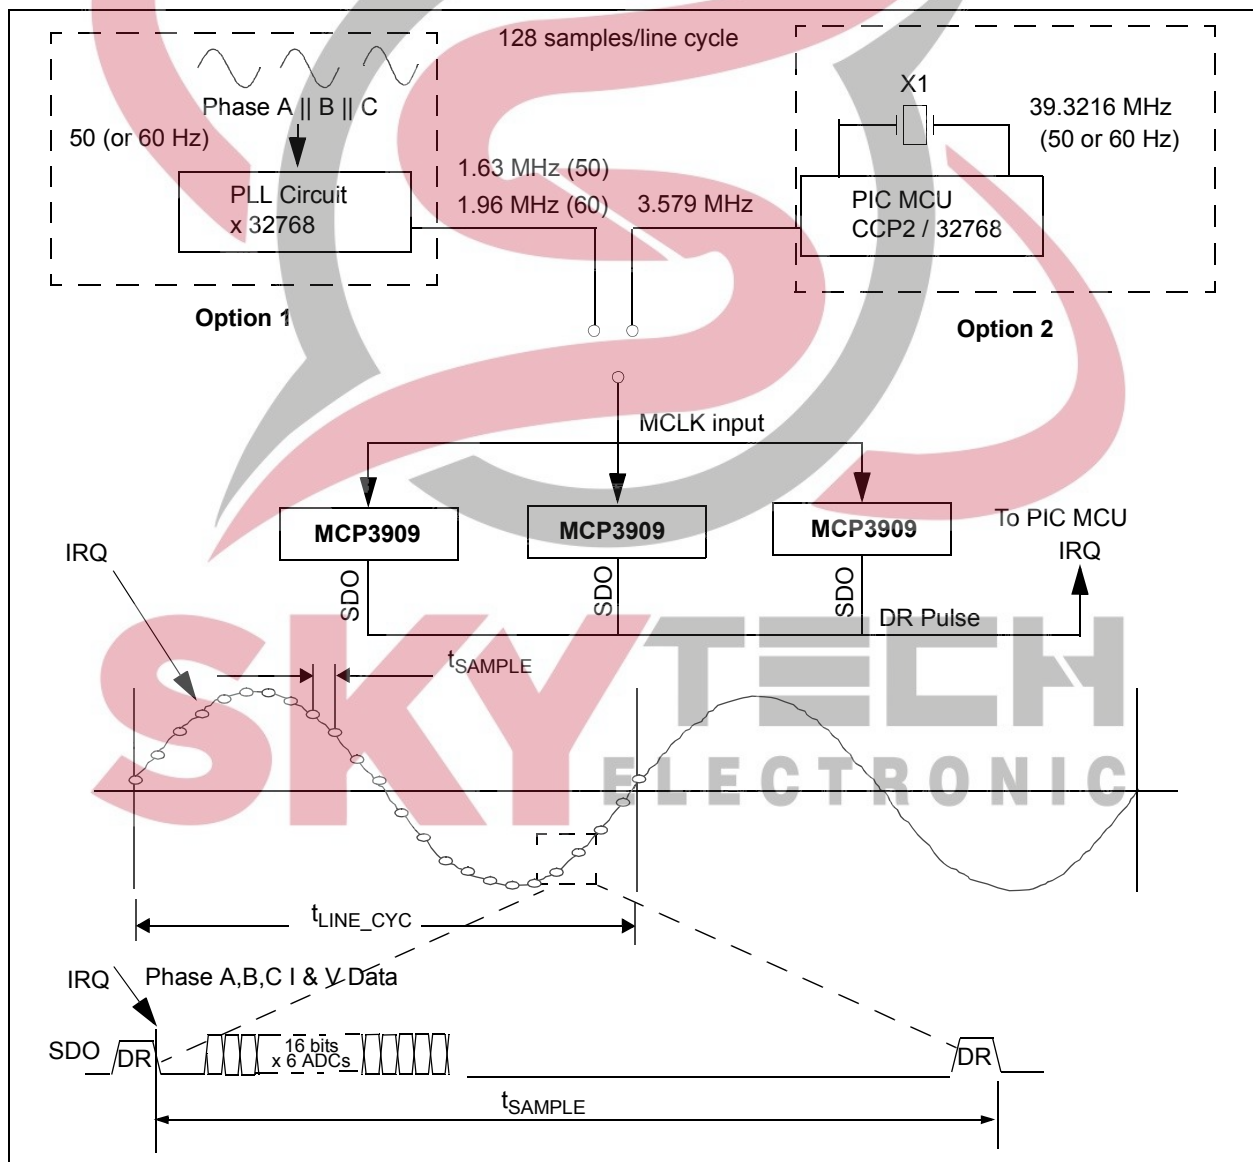 128 samples/line cycle
Phase A || B || C
50 (or 60 Hz)
PLL Circuit
x 32768
Option 1
1.63 MHz (50)
1.96 MHz (60)
3.579 MHz
X1
39.3216 MHz
(50 or 60 Hz)
PIC MCU
CCP2 / 32768
Option 2
MCLK input
MCP3909
MCP3909
MCP3909
SDO
SDO
SDO
To PIC MCU
IRQ
DR Pulse
IRQ
tSAMPLE
SKYTECH
ELECTRONIC
tLINE_CYC
IRQ
Phase A,B,C I & V Data
SDO
DR
16 bits
x 6 ADCs
DR
tSAMPLE